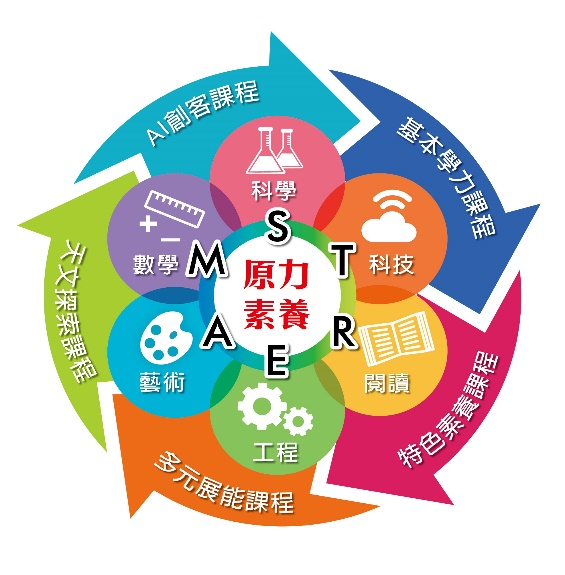 AI創客課程
基本學力課程
特色素養課程
多元展能課程
天文探索課程
科學
S
科技
T
閱讀
R
工程
E
藝術
A
數學
M
原力
素養